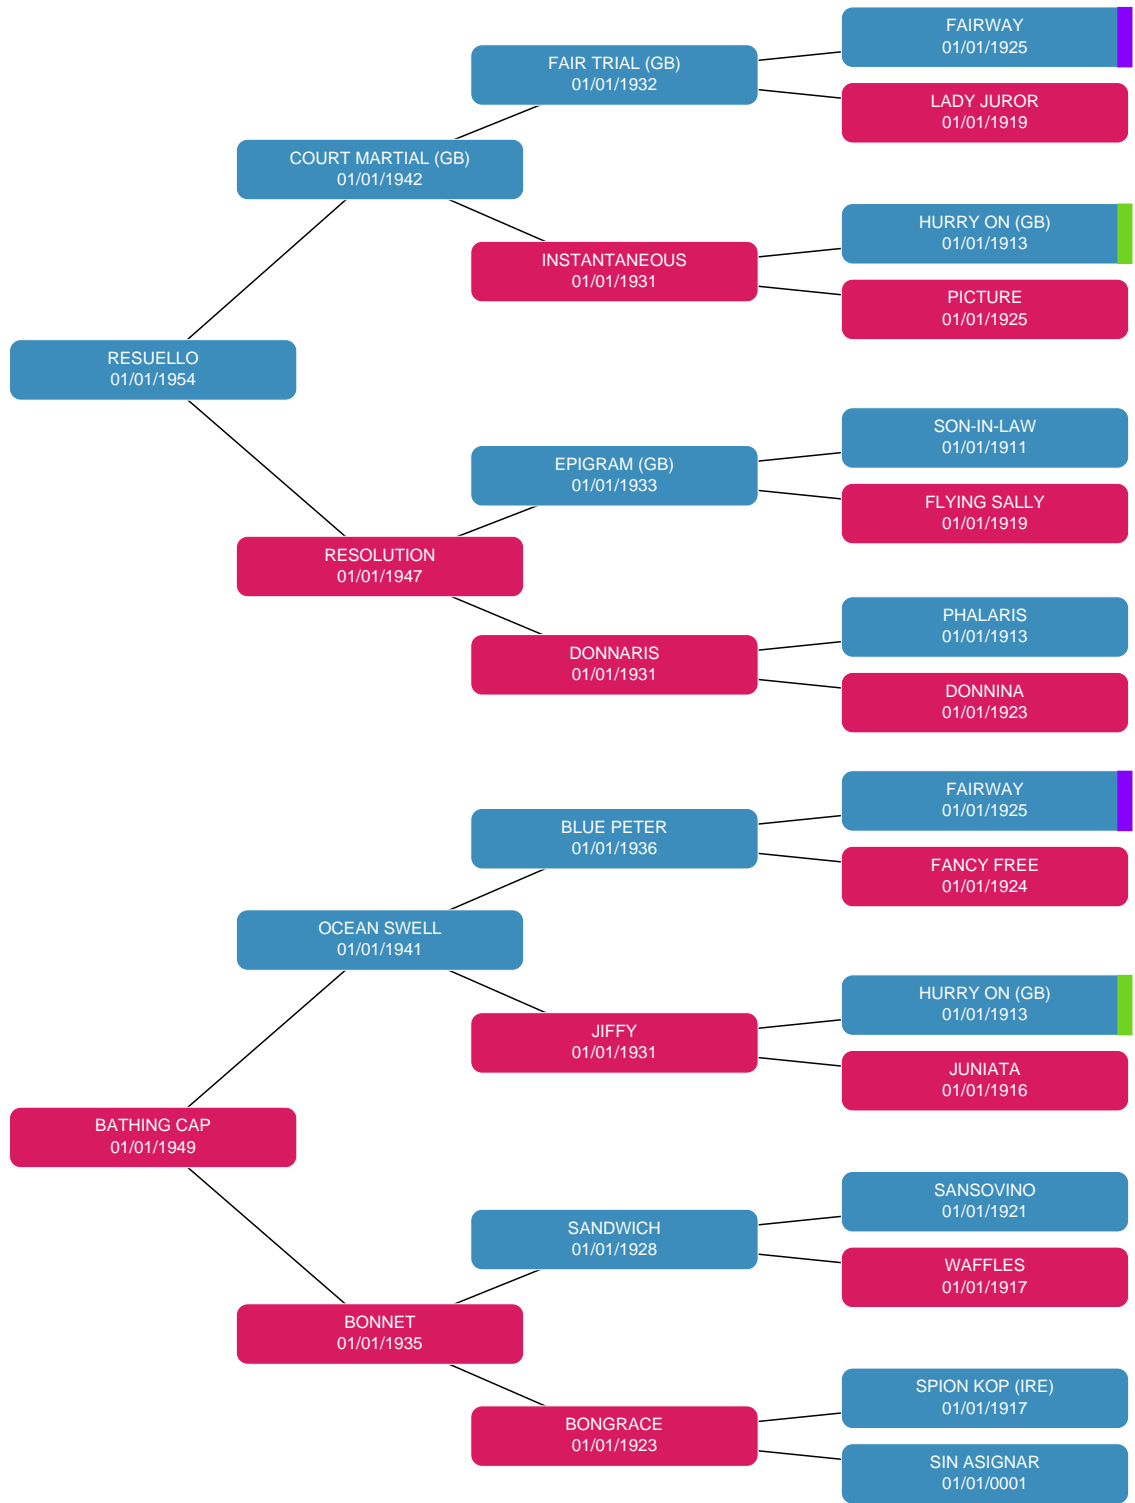 FAIRWAY
01/01/1925
FAIR TRIAL (GB)
01/01/1932
LADY JUROR
01/01/1919
COURT MARTIAL (GB)
01/01/1942
HURRY ON (GB)
01/01/1913
INSTANTANEOUS
01/01/1931
PICTURE
01/01/1925
RESUELLO
01/01/1954
SON-IN-LAW
01/01/1911
EPIGRAM (GB)
01/01/1933
FLYING SALLY
01/01/1919
RESOLUTION
01/01/1947
PHALARIS
01/01/1913
DONNARIS
01/01/1931
DONNINA
01/01/1923
FAIRWAY
01/01/1925
BLUE PETER
01/01/1936
FANCY FREE
01/01/1924
OCEAN SWELL
01/01/1941
HURRY ON (GB)
01/01/1913
JIFFY
01/01/1931
JUNIATA
01/01/1916
BATHING CAP
01/01/1949
SANSOVINO
01/01/1921
SANDWICH
01/01/1928
WAFFLES
01/01/1917
BONNET
01/01/1935
SPION KOP (IRE)
01/01/1917
BONGRACE
01/01/1923
SIN ASIGNAR
01/01/0001